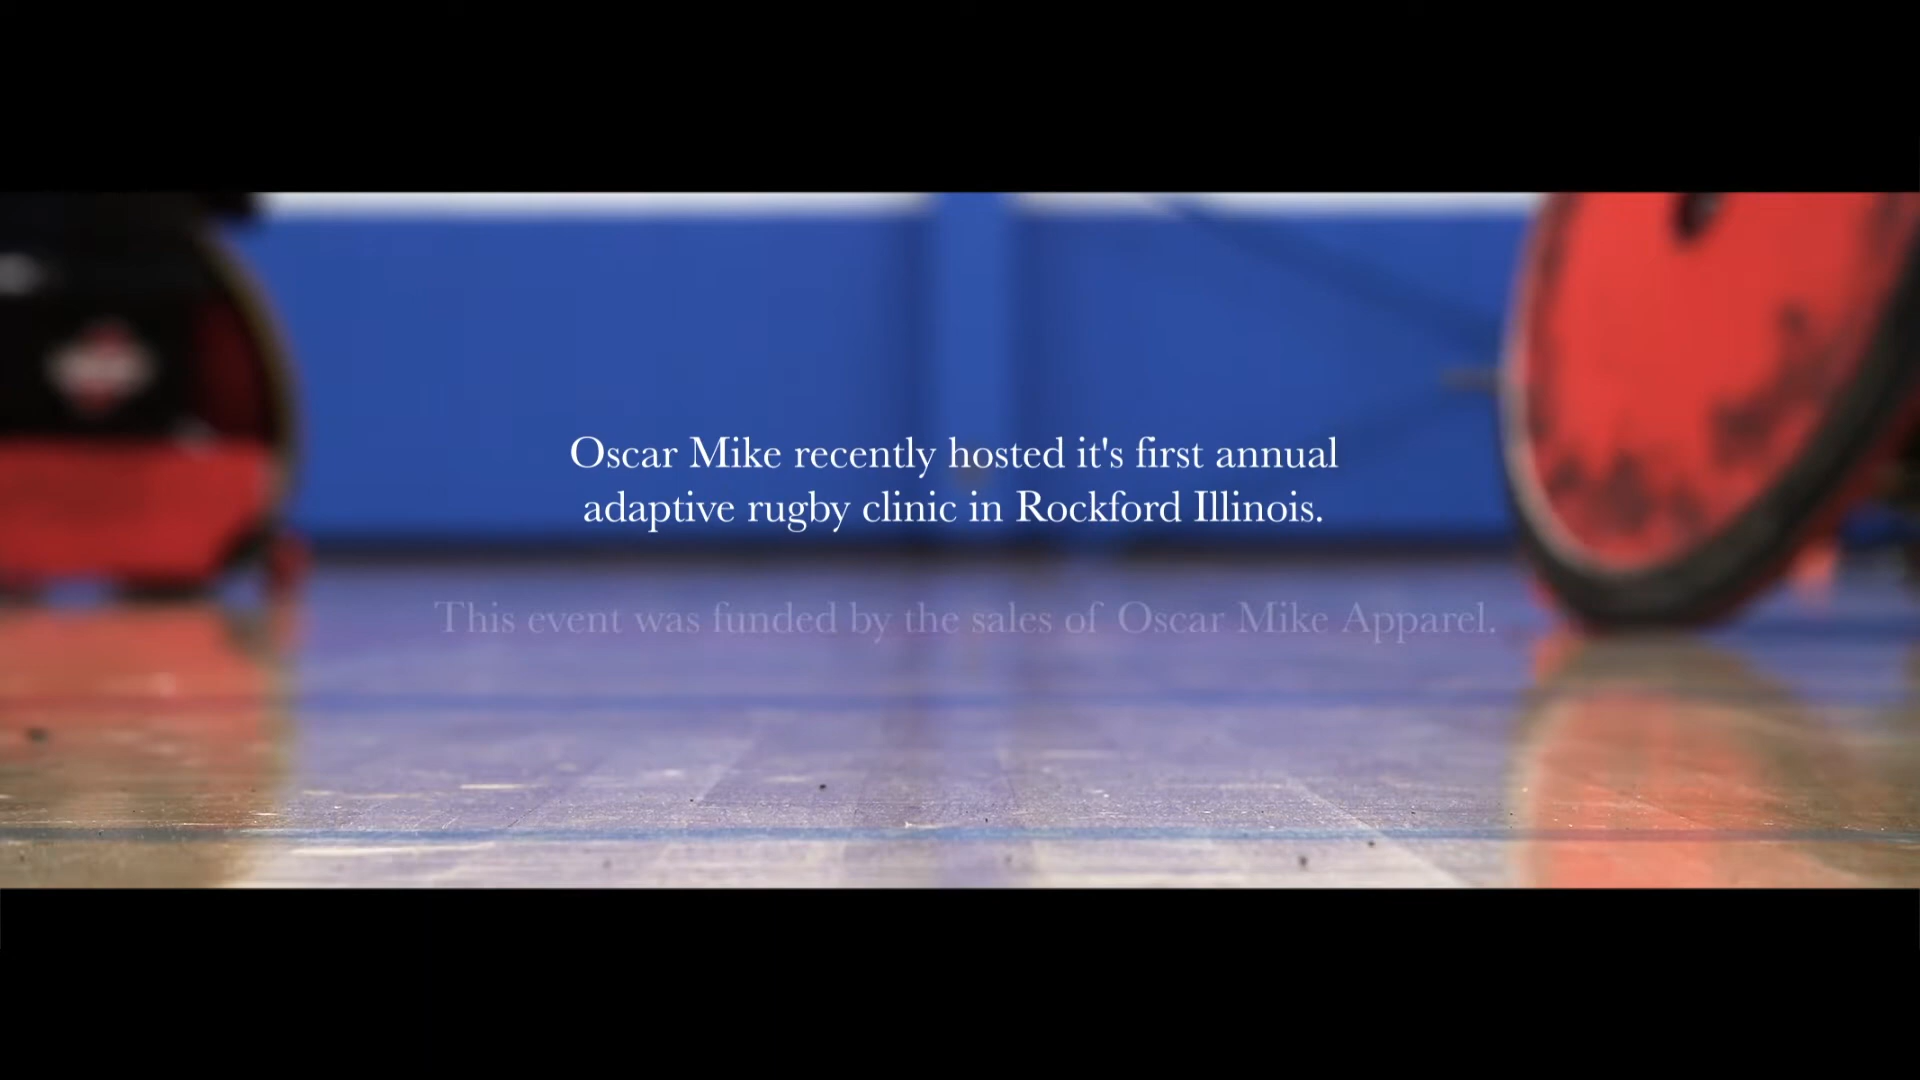 Oscar Mike recently hosted it's first annual
adaptive rugby clinic in Rockford Illinois.
This event was funded by the sales of Oscar Mike Apparel.